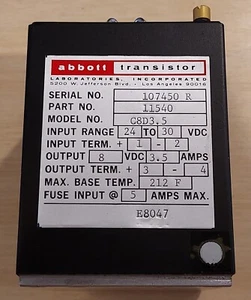 abbott transistor
LABORATORIES, INCORPORATED
5200 W. Jefferson Blvd. - Los Angeles 90016
SERIAL NO. 107450 R
PART NO. 11540
MODEL NO. C8D3.5
INPUT RANGE 24 TO 30 VDC
INPUT TERM. + 1 - 2
OUTPUT 8 VDC 3.5 AMPS
OUTPUT TERM. + 3 - 4
MAX. BASE TEMP. 212 F
FUSE INPUT @ 5 AMPS MAX.
E8047